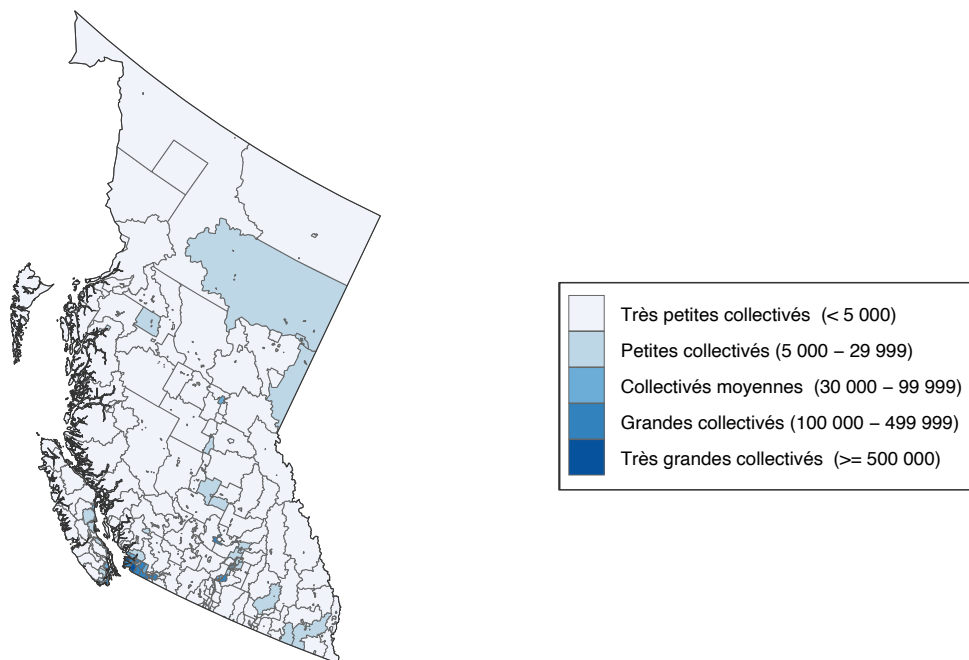 Très petites collectivés (< 5 000)
Petites collectivés (5 000 − 29 999)
Collectivés moyennes (30 000 − 99 999)
Grandes collectivés (100 000 − 499 999)
Très grandes collectivés (>= 500 000)